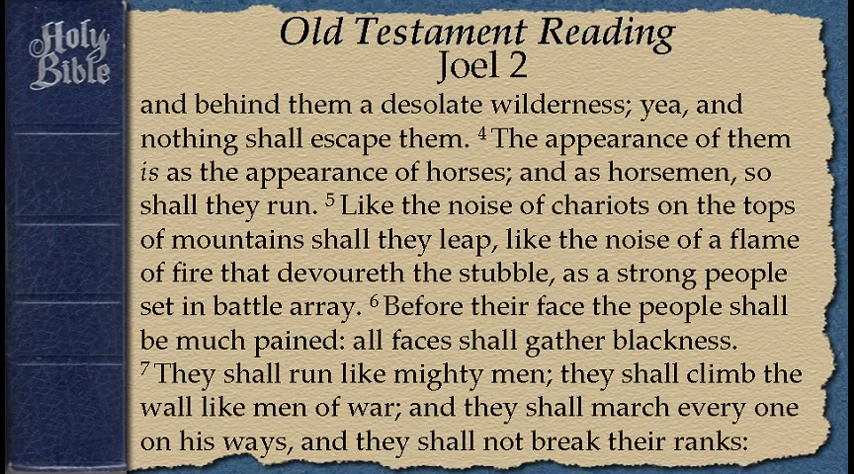 Holy
Bible
Old Testament Reading
Joel 2
and behind them a desolate wilderness; yea, and
nothing shall escape them. 4 The appearance of them
is as the appearance of horses; and as horsemen, so
shall they run. 5 Like the noise of chariots on the tops
of mountains shall they leap, like the noise of a flame
of fire that devoureth the stubble, as a strong people
set in battle array. 6 Before their face the people shall
be much pained: all faces shall gather blackness.
7 They shall run like mighty men; they shall climb the
wall like men of war; and they shall march every one
on his ways, and they shall not break their ranks: